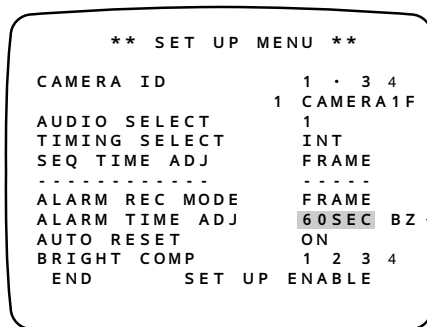 ** SET UP MENU **
CAMERA ID 1 · 3 4
1 CAMERA1F
AUDIO SELECT 1
TIMING SELECT INT
SEQ TIME ADJ FRAME
- - - - - - - - - - - - - - - - -
ALARM REC MODE FRAME
ALARM TIME ADJ 60SEC BZ
AUTO RESET ON
BRIGHT COMP 1 2 3 4
END SET UP ENABLE